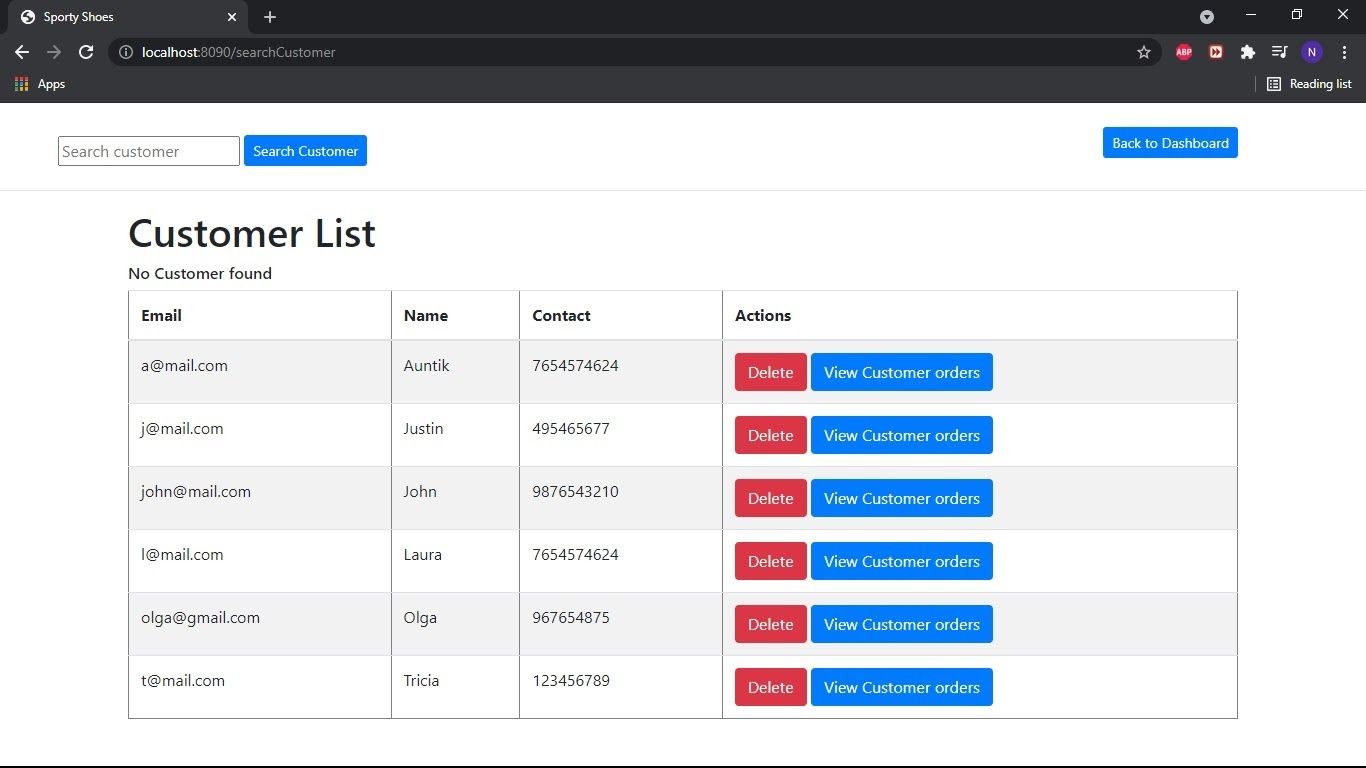 Sporty Shoes
localhost:8090/searchCustomer
ABP
N
Apps
Reading list
Search customer
Search Customer
Back to Dashboard
Customer List
No Customer found
Email Name Contact Actions
a@mail.com Auntik 7654574624 Delete View Customer orders
j@mail.com Justin 495465677 Delete View Customer orders
john@mail.com John 9876543210 Delete View Customer orders
l@mail.com Laura 7654574624 Delete View Customer orders
olga@gmail.com Olga 967654875 Delete View Customer orders
t@mail.com Tricia 123456789 Delete View Customer orders